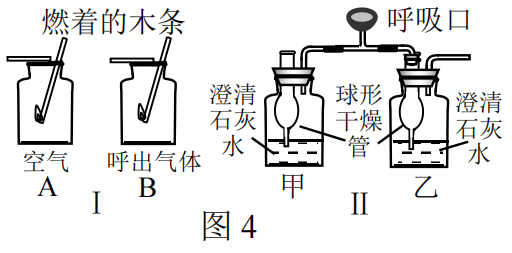 燃着的木条
呼吸口
澄清
石灰
水
球形
干燥
管
澄清
石灰
水
空气
呼出气体
甲
乙
A
B
I
II
图4